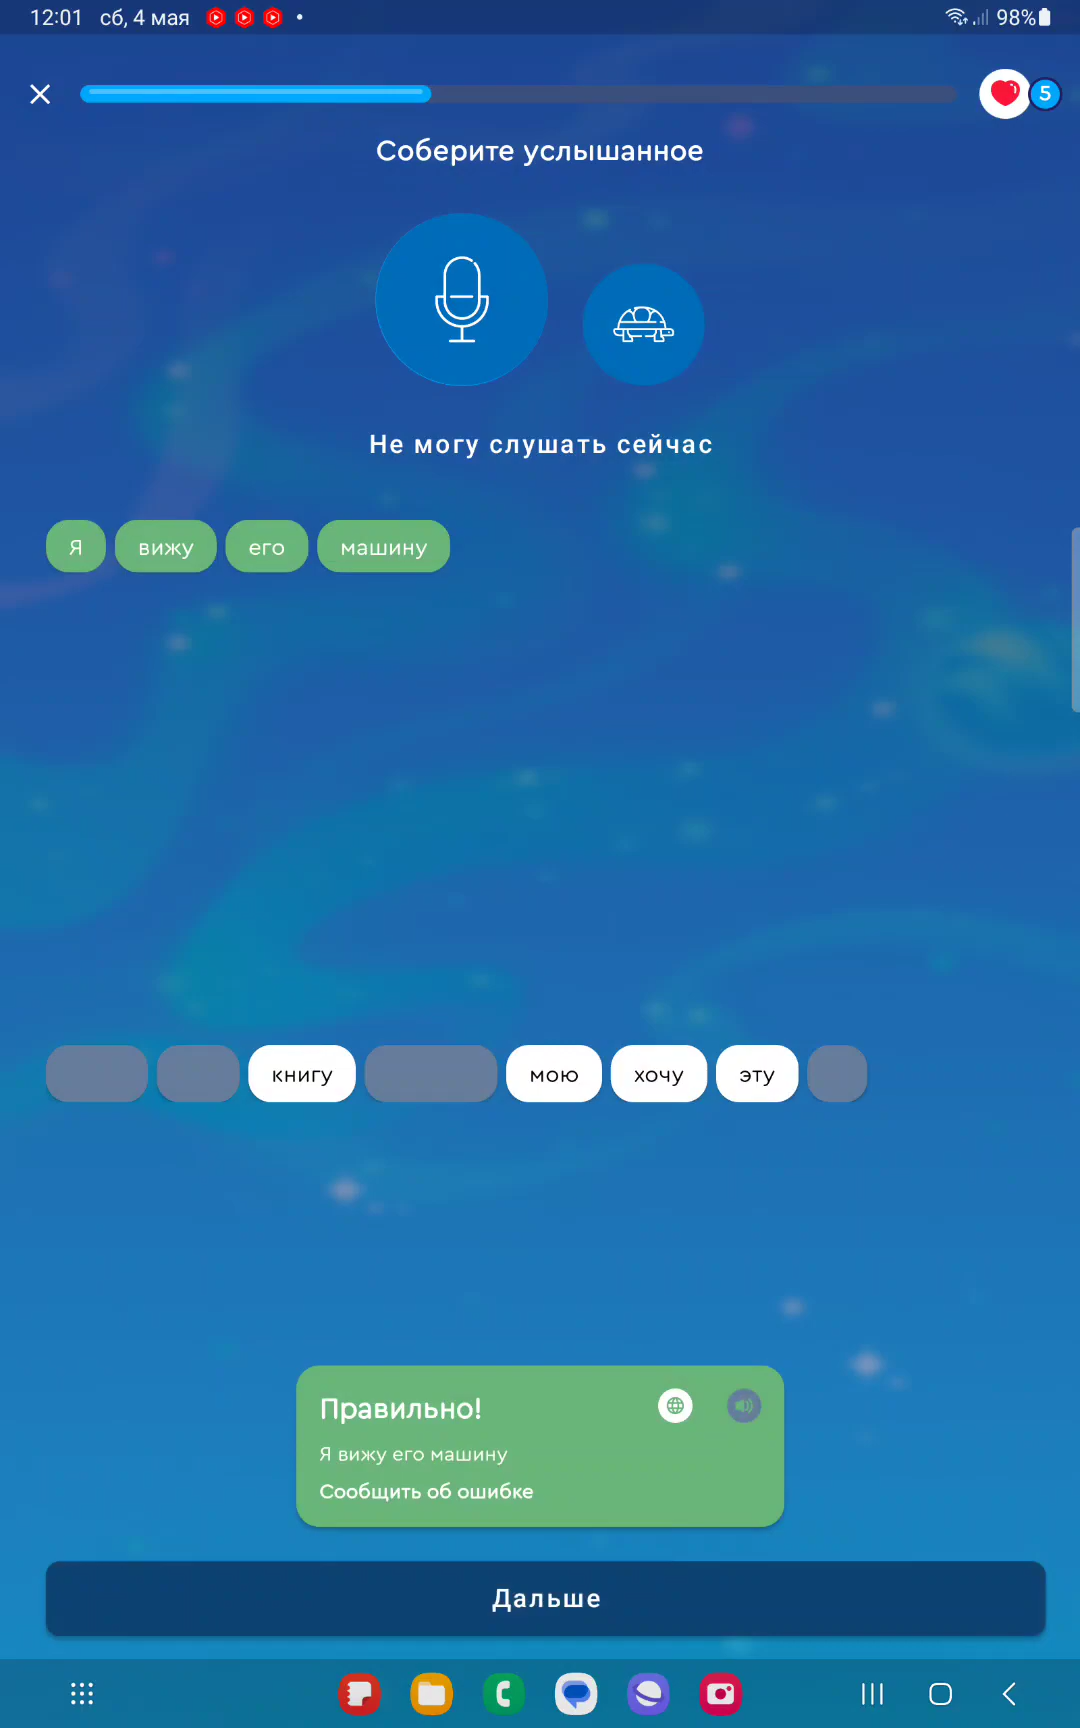 12:01 сб, 4 мая 98%
5
Соберите услышанное
Не могу слушать сейчас
Я вижу его машину
книгу мою хочу эту
Правильно!
Я вижу его машину
Сообщить об ошибке
Дальше